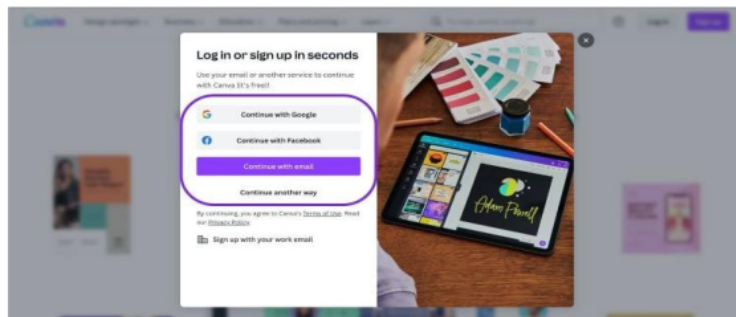 Canva
Log in
Log in or sign up in seconds
Use your email or another service to continue
with Canva (it's free)!
Continue with Google
Continue with Facebook
Continue with email
Continue another way
By continuing, you agree to Canva's Terms of Use. Read
our Privacy Policy.
Sign up with your work email
Adam Powell